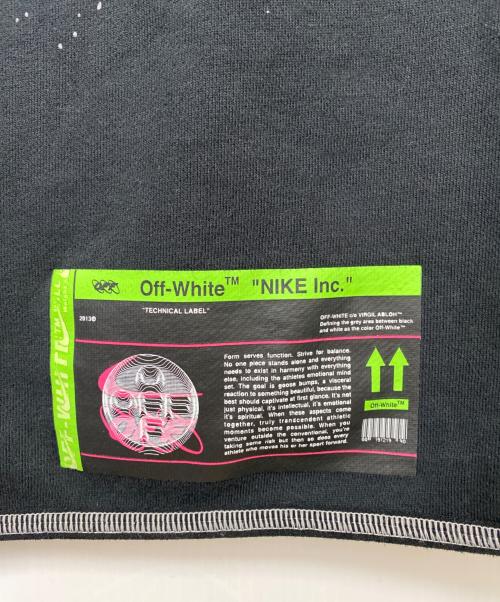 Off-White™ "NIKE Inc."
"TECHNICAL LABEL"
2013©
OFF-WHITE c/o VIRGIL ABLOH™
Defining the grey area between black
and white as the color Off-White™
Form serves function. Strive for balance.
No one piece stands alone and everything
needs to exist in harmony with everything
else, including the athletes emotional mind
set. The goal is goose bumps, a visceral
reaction to something beautiful, because the
best should captivate at first glance. It's not
just physical, it's intellectual, it's emotional
it's spiritual. When these aspects come
together, truly transcendent athletic
moments become possible. When you
venture outside the conventional, you're
taking some risk but then so does every
athlete who moves his or her sport forward.
Off-White™